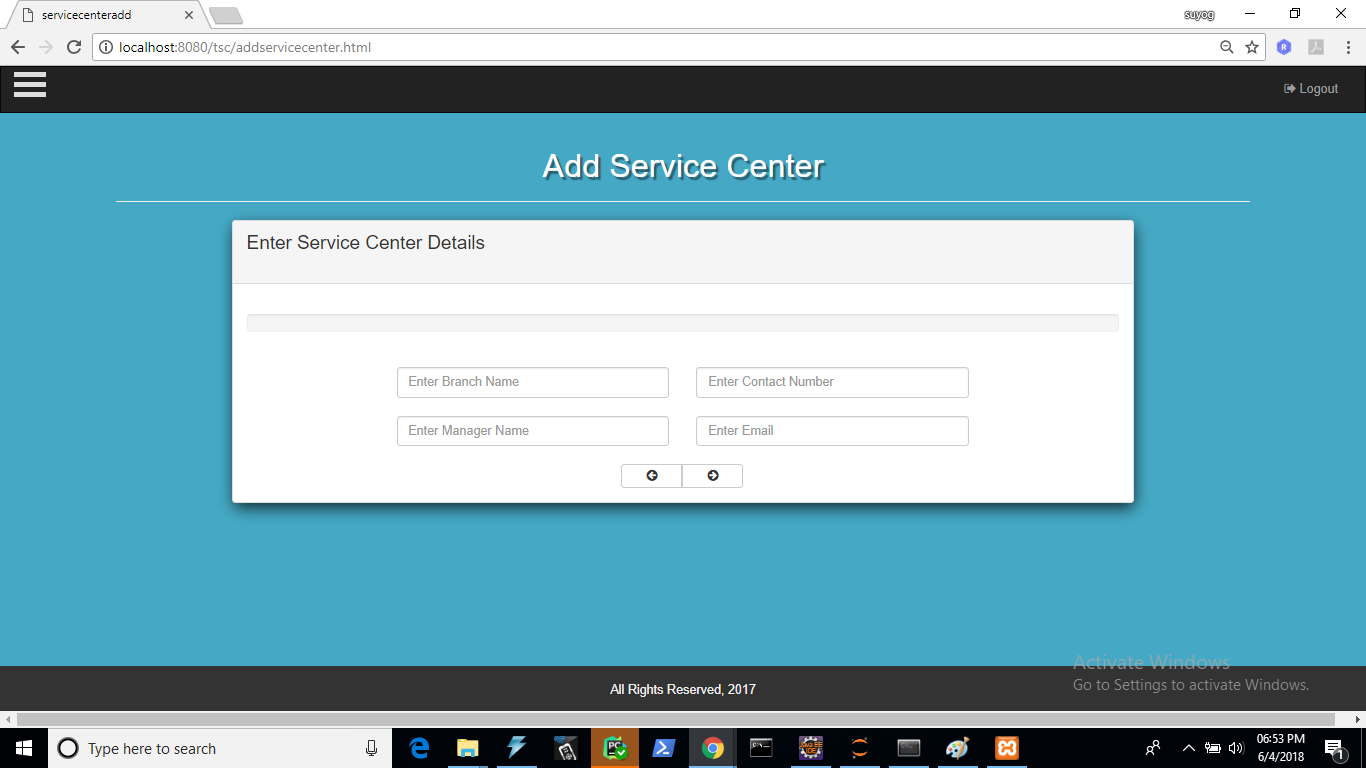 servicecenteradd
suyog
localhost:8080/tsc/addservicecenter.html
Logout
Add Service Center
Enter Service Center Details
Enter Branch Name Enter Contact Number
Enter Manager Name Enter Email
Activate Windows
Go to Settings to activate Windows.
All Rights Reserved, 2017
Type here to search
06:53 PM
6/4/2018
1